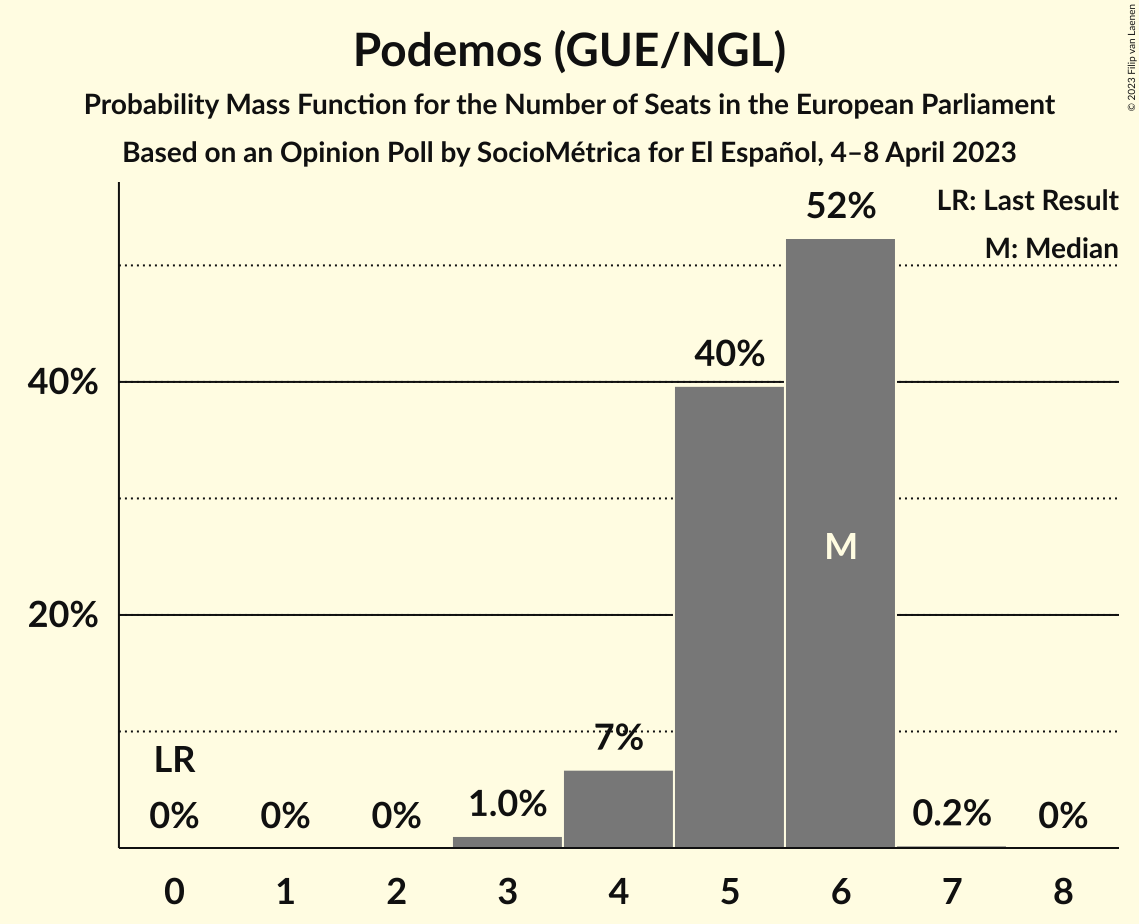 Podemos (GUE/NGL)
Probability Mass Function for the Number of Seats in the European Parliament
Based on an Opinion Poll by SocioMétrica for El Español, 4–8 April 2023
© 2023 Filip van Laenen
LR: Last Result
M: Median
52%
40%
40%
M
20%
7%
LR
0%
0%
0%
1.0%
0.2%
0%
0
1
2
3
4
5
6
7
8